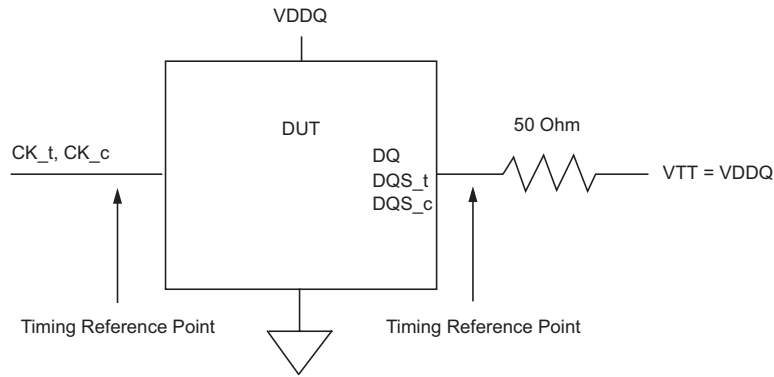 VDDQ
50 Ohm
DUT
CK_t, CK_c
DQ
DQS_t
DQS_c
VTT = VDDQ
Timing Reference Point
Timing Reference Point